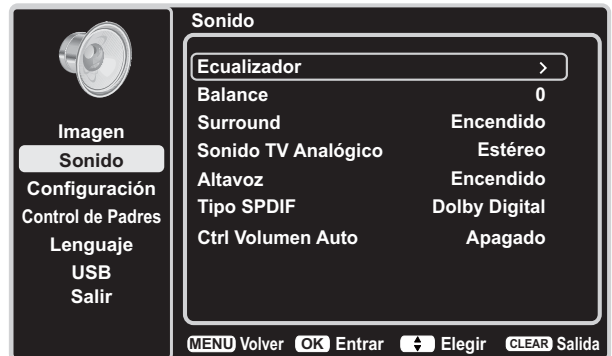 Sonido
Ecualizador >
Balance 0
Surround Encendido
Sonido TV Analógico Estéreo
Altavoz Encendido
Tipo SPDIF Dolby Digital
Ctrl Volumen Auto Apagado
Imagen
Sonido
Configuración
Control de Padres
Lenguaje
USB
Salir
MENU Volver OK Entrar Elegir CLEAR Salida